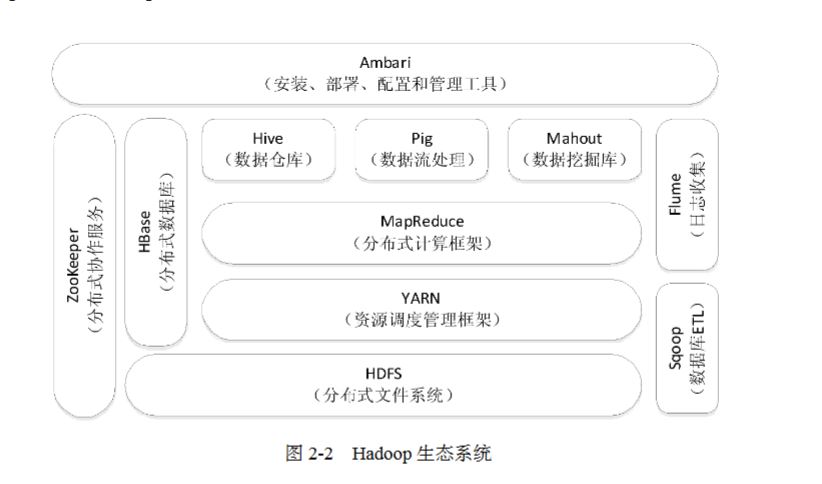 Ambari
（安装、部署、配置和管理工具）
ZooKeeper
（分布式协作服务）
HBase
（分布式数据库）
Hive
（数据仓库）
Pig
（数据流处理）
Mahout
（数据挖掘库）
MapReduce
（分布式计算框架）
YARN
（资源调度管理框架）
HDFS
（分布式文件系统）
Flume
（日志收集）
Sqoop
（数据库ETL）
图 2-2 Hadoop 生态系统